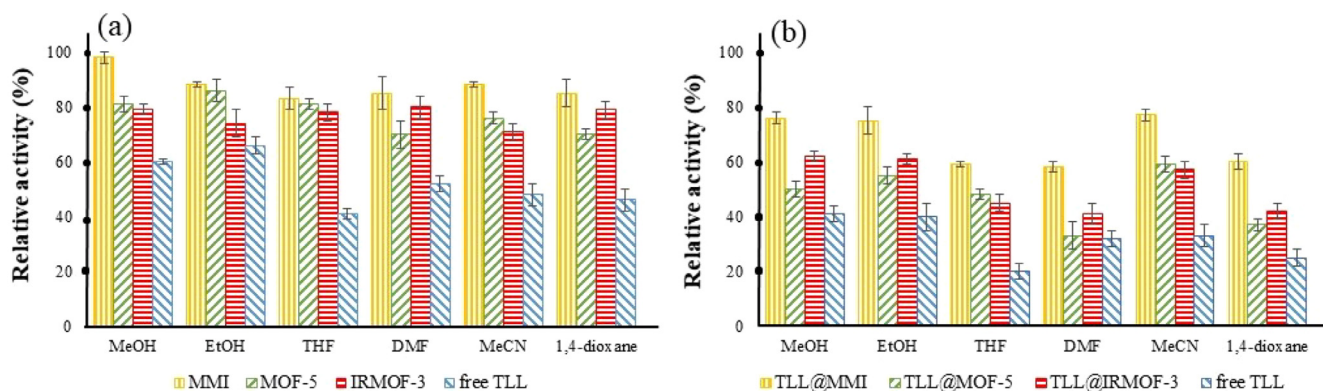 (a)
Relative activity (%)
100
80
60
40
20
0
MeOH EtOH THF DMF MeCN 1,4-dioxane
MMI MOF-5 IRMOF-3 free TLL
(b)
Relative activity (%)
100
80
60
40
20
0
MeOH EtOH THF DMF MeCN 1,4-dioxane
TLL@MMI TLL@MOF-5 TLL@IRMOF-3 free TLL